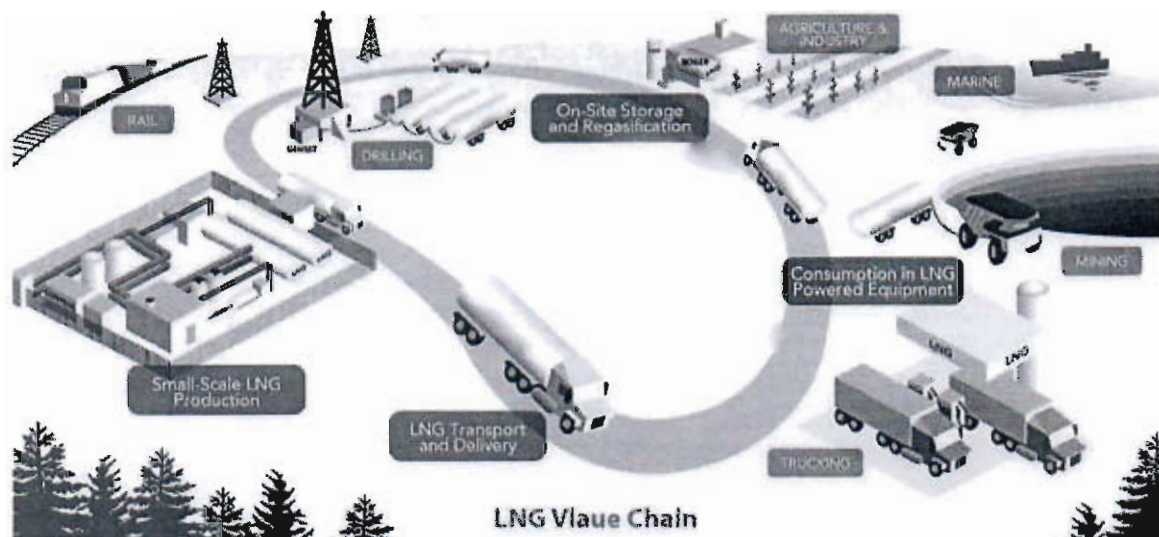 AGRICULTURE &
INDUSTRY
MARINE
RAIL
DRILLING
On-Site Storage
and Regasification
MINING
Consumption in LNG
Powered Equipment
LNG
LNG
Small-Scale LNG
Production
LNG Transport
and Delivery
TRUCKING
LNG Vlaue Chain